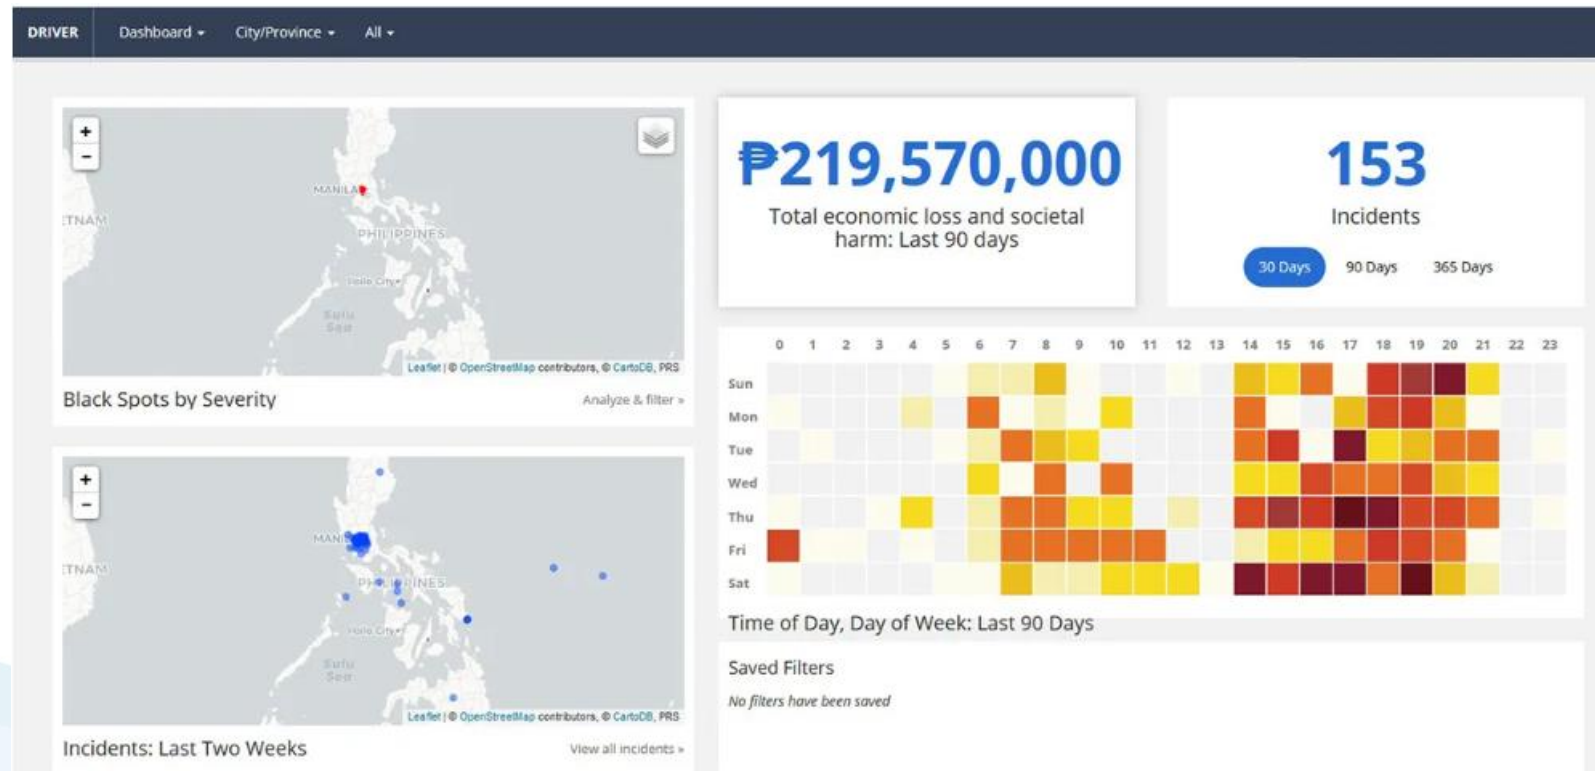 DRIVER Dashboard City/Province All
+
−
MANILA
ETNAM
PHILIPPINES
Iloilo City
Sulu
Sea
Leaflet | © OpenStreetMap contributors, © CartoDB, PRS
Black Spots by Severity Analyze & filter »
+
−
MANI
ETNAM
PHILIPPINES
Iloilo City
Sulu
Sea
Leaflet | © OpenStreetMap contributors, © CartoDB, PRS
Incidents: Last Two Weeks View all incidents »
₱219,570,000
Total economic loss and societal
harm: Last 90 days
153
Incidents
30 Days 90 Days 365 Days
0 1 2 3 4 5 6 7 8 9 10 11 12 13 14 15 16 17 18 19 20 21 22 23
Sun
Mon
Tue
Wed
Thu
Fri
Sat
Time of Day, Day of Week: Last 90 Days
Saved Filters
No filters have been saved